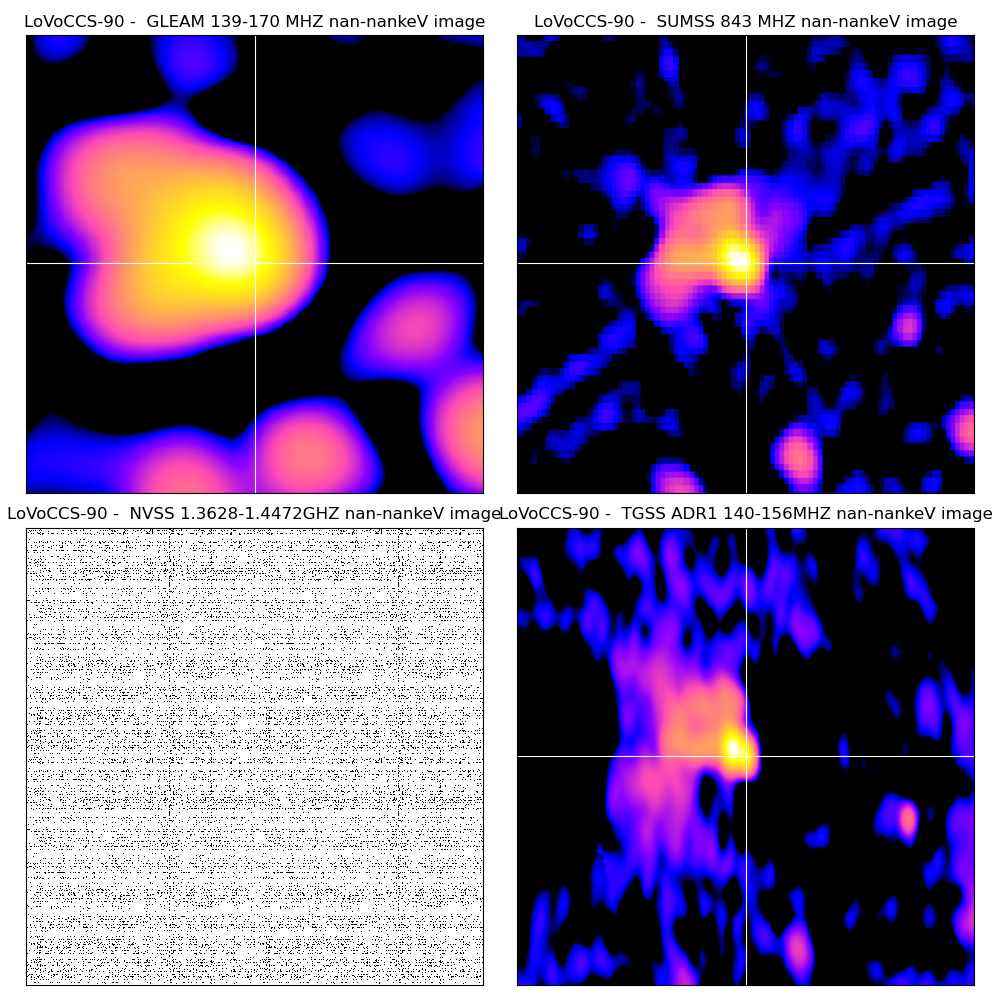 LoVoCCS-90 - GLEAM 139-170 MHZ nan-nankeV image
LoVoCCS-90 - SUMSS 843 MHZ nan-nankeV image
LoVoCCS-90 - NVSS 1.3628-1.4472GHZ nan-nankeV image
LoVoCCS-90 - TGSS ADR1 140-156MHZ nan-nankeV image